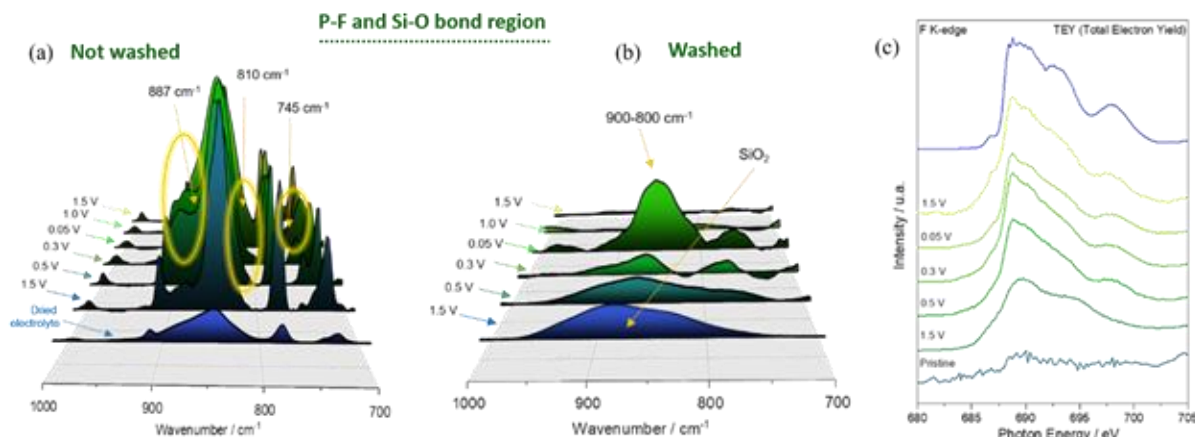 P-F and Si-O bond region
(a) Not washed
887 cm⁻¹
810 cm⁻¹
745 cm⁻¹
1.5 V
1.0 V
0.05 V
0.3 V
0.5 V
1.5 V
Dried
electrolyte
1000 900 800 700
Wavenumber / cm⁻¹
(b) Washed
900-800 cm⁻¹
SiO₂
1.5 V
1.0 V
0.05 V
0.3 V
0.5 V
1.5 V
1000 900 800 700
Wavenumber / cm⁻¹
(c)
F K-edge TEY (Total Electron Yield)
Intensity / u.a.
1.5 V
0.05 V
0.3 V
0.5 V
1.5 V
Pristine
680 685 690 695 700 705
Photon Energy / eV